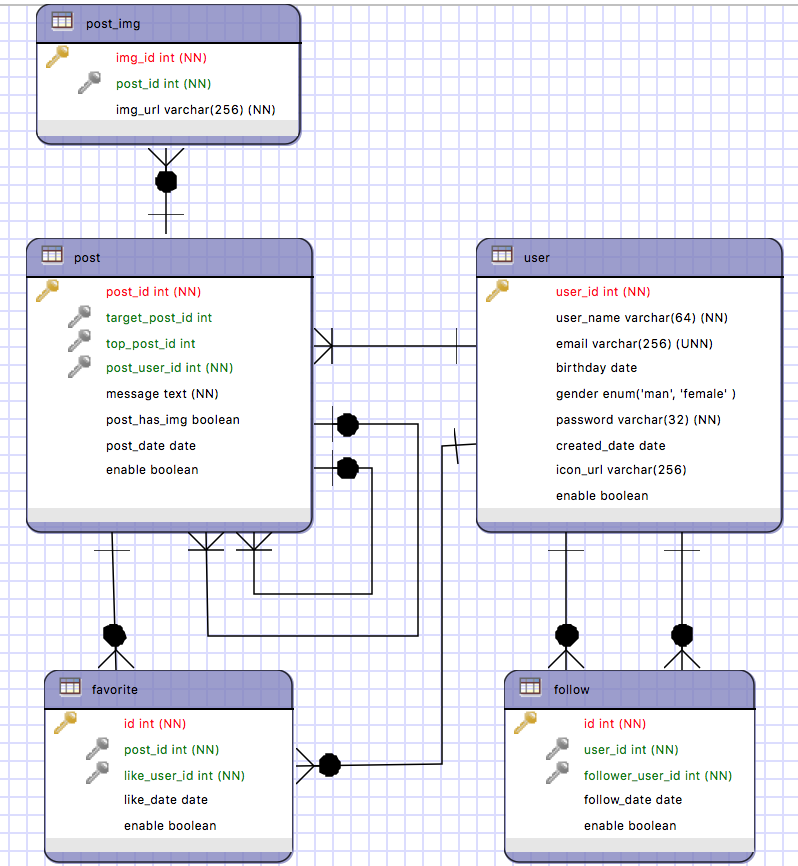 post_img
img_id int (NN)
post_id int (NN)
img_url varchar(256) (NN)
post
post_id int (NN)
target_post_id int
top_post_id int
post_user_id int (NN)
message text (NN)
post_has_img boolean
post_date date
enable boolean
user
user_id int (NN)
user_name varchar(64) (NN)
email varchar(256) (UNN)
birthday date
gender enum('man', 'female' )
password varchar(32) (NN)
created_date date
icon_url varchar(256)
enable boolean
favorite
id int (NN)
post_id int (NN)
like_user_id int (NN)
like_date date
enable boolean
follow
id int (NN)
user_id int (NN)
follower_user_id int (NN)
follow_date date
enable boolean